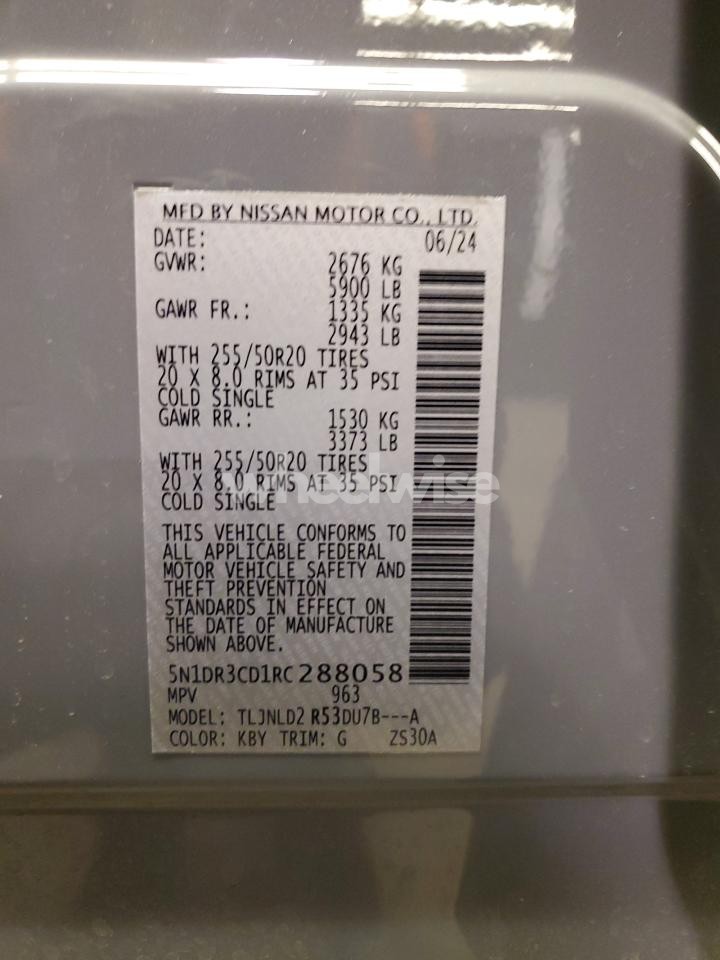 MFD BY NISSAN MOTOR CO., LTD.
DATE: 06/24
GVWR: 2676 KG
5900 LB
GAWR FR.: 1335 KG
2943 LB
WITH 255/50R20 TIRES
20 X 8.0 RIMS AT 35 PSI
COLD SINGLE
GAWR RR.: 1530 KG
3373 LB
WITH 255/50R20 TIRES
20 X 8.0 RIMS AT 35 PSI
COLD SINGLE
wheelwise
THIS VEHICLE CONFORMS TO
ALL APPLICABLE FEDERAL
MOTOR VEHICLE SAFETY AND
THEFT PREVENTION
STANDARDS IN EFFECT ON
THE DATE OF MANUFACTURE
SHOWN ABOVE.
5N1DR3CD1RC288058
MPV 963
MODEL: TLJNLD2 R53DU7B---A
COLOR: KBY TRIM: G ZS30A